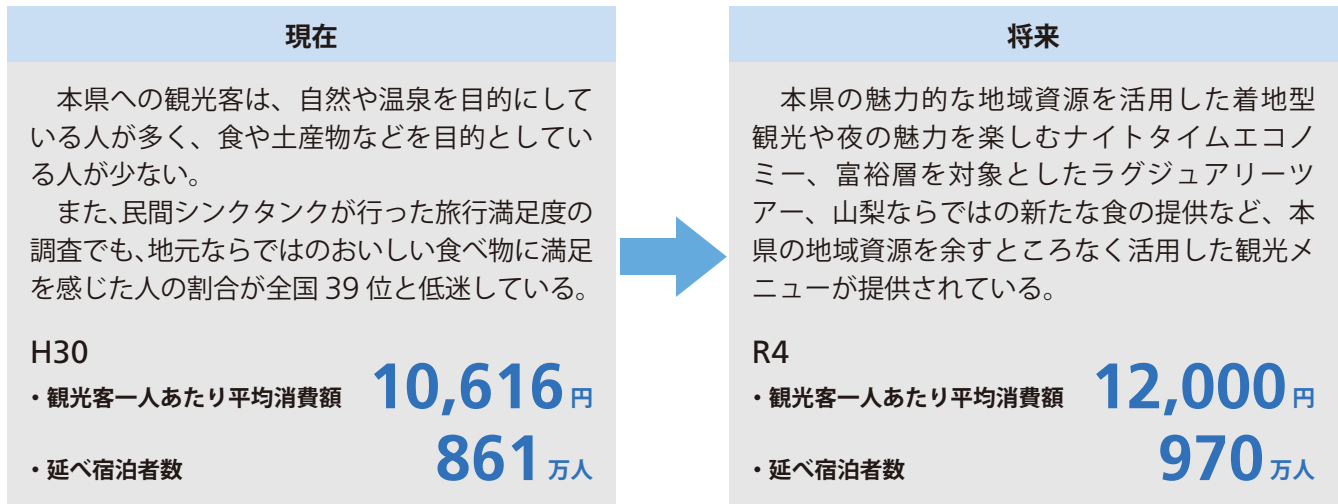 現在
　本県への観光客は、自然や温泉を目的にして
いる人が多く、食や土産物などを目的としてい
る人が少ない。
　また、民間シンクタンクが行った旅行満足度の
調査でも、地元ならではのおいしい食べ物に満足
を感じた人の割合が全国 39 位と低迷している。
H30
・観光客一人あたり平均消費額 10,616 円
・延べ宿泊者数 861 万人
将来
　本県の魅力的な地域資源を活用した着地型
観光や夜の魅力を楽しむナイトタイムエコノ
ミー、富裕層を対象としたラグジュアリーツ
アー、山梨ならではの新たな食の提供など、本
県の地域資源を余すところなく活用した観光メ
ニューが提供されている。
R4
・観光客一人あたり平均消費額 12,000 円
・延べ宿泊者数 970 万人